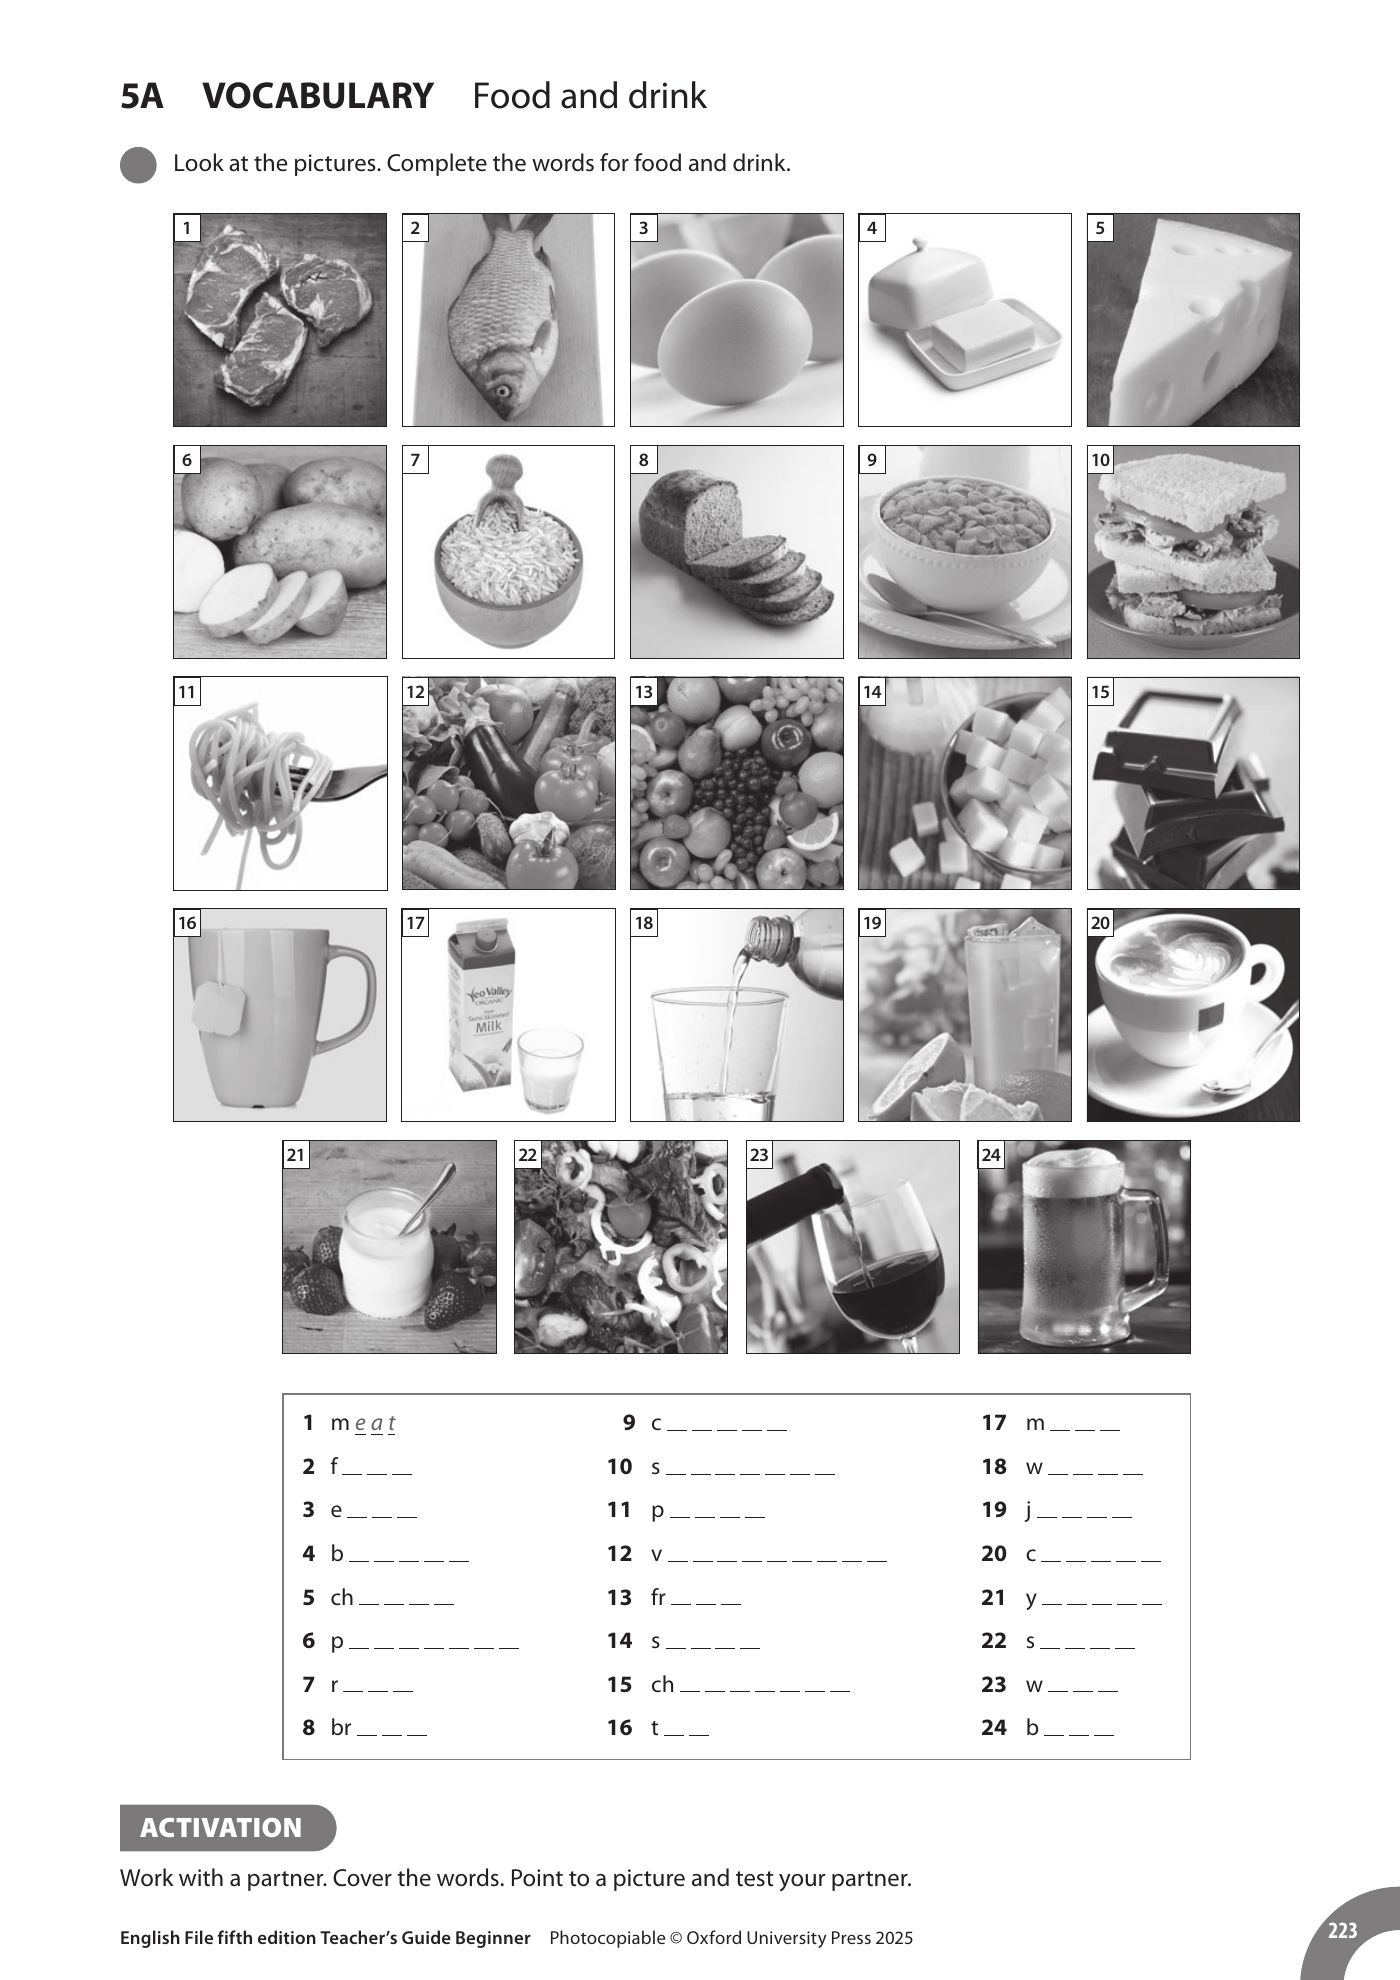 5A VOCABULARY Food and drink
Look at the pictures. Complete the words for food and drink.
1 2 3 4 5
6 7 8 9 10
11 12 13 14 15
16 17 18 19 20
Yeo Valley
ORGANIC
Semi-Skimmed
Milk
21 22 23 24
1 m e a t
2 f _ _ _
3 e _ _ _
4 b _ _ _ _ _
5 ch _ _ _ _
6 p _ _ _ _ _ _ _
7 r _ _ _
8 br _ _ _
9 c _ _ _ _ _
10 s _ _ _ _ _ _ _
11 p _ _ _ _
12 v _ _ _ _ _ _ _ _ _
13 fr _ _ _
14 s _ _ _ _
15 ch _ _ _ _ _ _ _
16 t _ _
17 m _ _ _
18 w _ _ _ _
19 j _ _ _ _
20 c _ _ _ _ _
21 y _ _ _ _ _
22 s _ _ _ _
23 w _ _ _
24 b _ _ _
ACTIVATION
Work with a partner. Cover the words. Point to a picture and test your partner.
English File fifth edition Teacher's Guide Beginner Photocopiable © Oxford University Press 2025
223